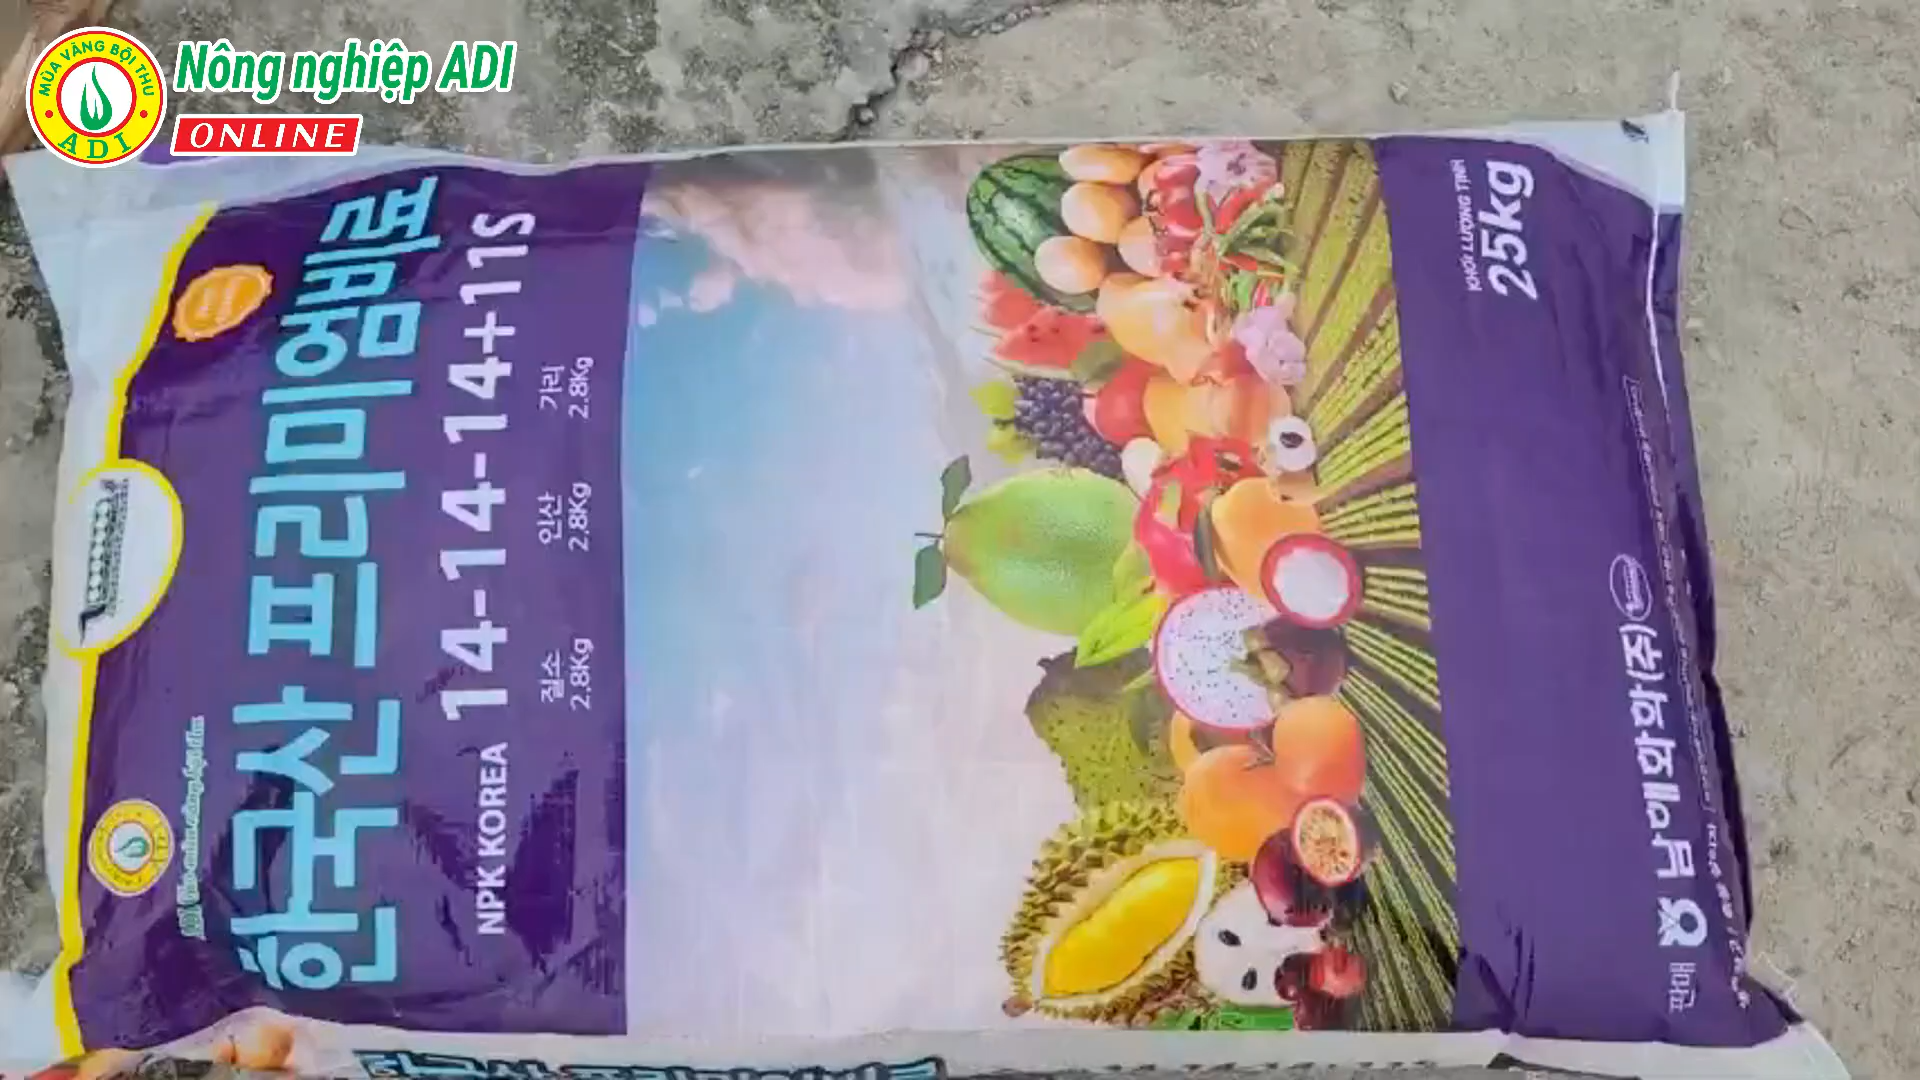 MÙA VÀNG BỘI THU
ADI
Nông nghiệp ADI
ONLINE
한국산 프리미엄비료
NPK KOREA 14-14-14+11S
질소 인산 가리
2.8Kg 2.8Kg 2.8Kg
KHỐI LƯỢNG TỊNH
25kg
판매 남해화학(주)